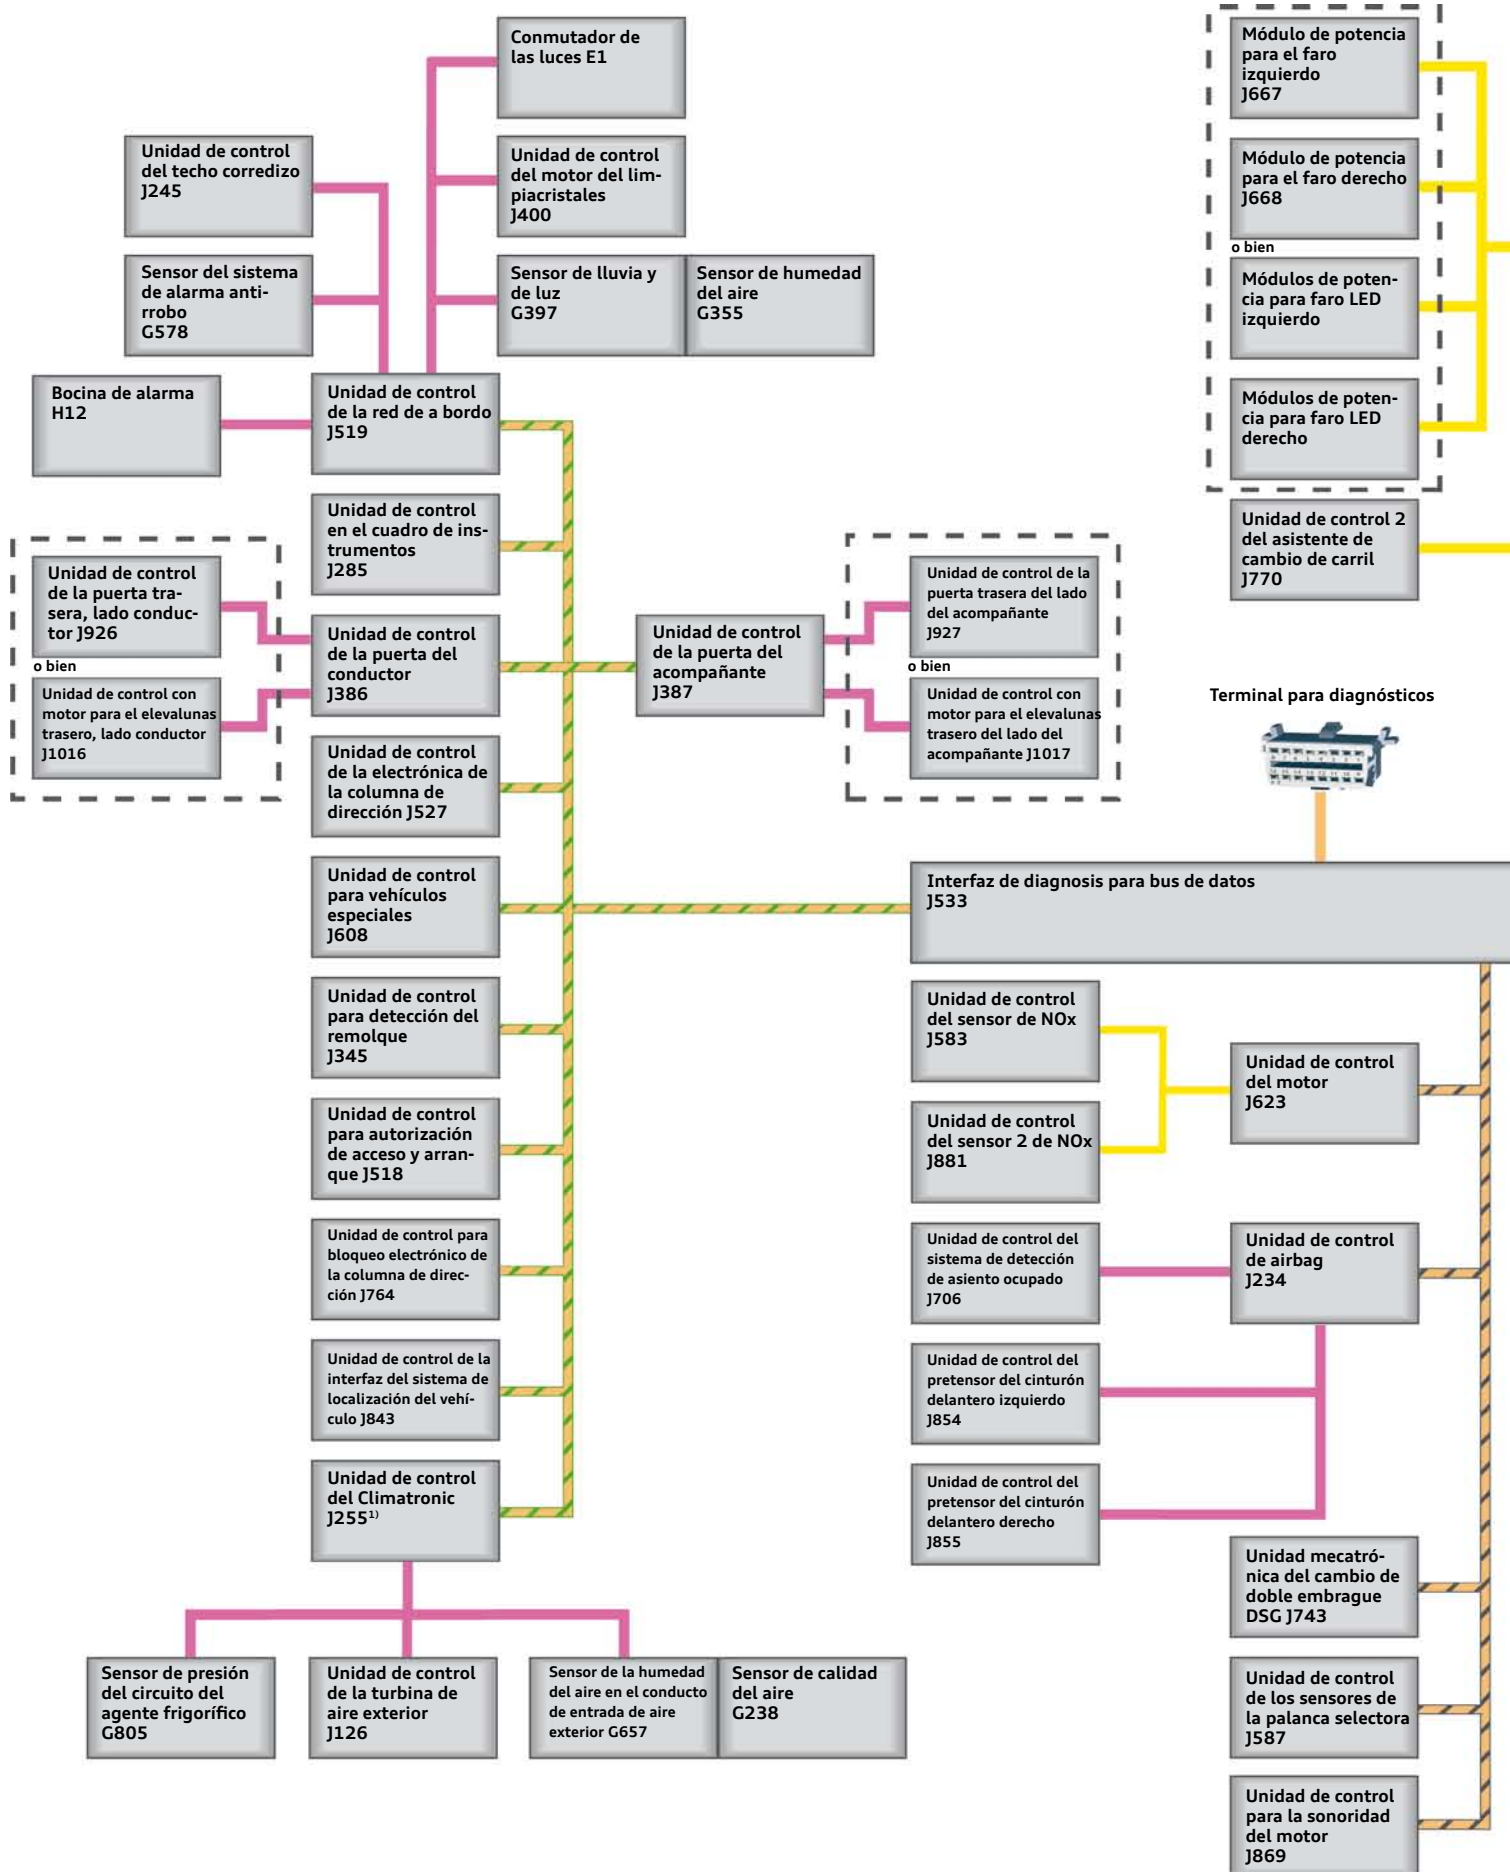 Conmutador de
las luces E1
Módulo de potencia
para el faro
izquierdo
J667
Unidad de control
del techo corredizo
J245
Unidad de control
del motor del lim-
piacristales
J400
Módulo de potencia
para el faro derecho
J668
o bien
Sensor del sistema
de alarma anti-
rrobo
G578
Sensor de lluvia y
de luz
G397
Sensor de humedad
del aire
G355
Módulos de poten-
cia para faro LED
izquierdo
Bocina de alarma
H12
Unidad de control
de la red de a bordo
J519
Módulos de poten-
cia para faro LED
derecho
Unidad de control
en el cuadro de ins-
trumentos
J285
Unidad de control 2
del asistente de
cambio de carril
J770
Unidad de control
de la puerta tra-
sera, lado conduc-
tor J926
o bien
Unidad de control con
motor para el elevalunas
trasero, lado conductor
J1016
Unidad de control
de la puerta del
conductor
J386
Unidad de control
de la puerta del
acompañante
J387
Unidad de control de la
puerta trasera del lado
del acompañante
J927
o bien
Unidad de control con
motor para el elevalunas
trasero del lado del
acompañante J1017
Terminal para diagnósticos
Unidad de control
de la electrónica de
la columna de
dirección J527
Unidad de control
para vehículos
especiales
J608
Interfaz de diagnosis para bus de datos
J533
Unidad de control
para detección del
remolque
J345
Unidad de control
del sensor de NOx
J583
Unidad de control
del motor
J623
Unidad de control
para autorización
de acceso y arran-
que J518
Unidad de control
del sensor 2 de NOx
J881
Unidad de control para
bloqueo electrónico de
la columna de direc-
ción J764
Unidad de control del
sistema de detección
de asiento ocupado
J706
Unidad de control
de airbag
J234
Unidad de control de la
interfaz del sistema de
localización del vehí-
culo J843
Unidad de control del
pretensor del cinturón
delantero izquierdo
J854
Unidad de control
del Climatronic
J255¹⁾
Unidad de control del
pretensor del cinturón
delantero derecho
J855
Unidad mecatró-
nica del cambio de
doble embrague
DSG J743
Sensor de presión
del circuito del
agente frigorífico
G805
Unidad de control
de la turbina de
aire exterior
J126
Sensor de la humedad
del aire en el conducto
de entrada de aire
exterior G657
Sensor de calidad
del aire
G238
Unidad de control
de los sensores de
la palanca selectora
J587
Unidad de control
para la sonoridad
del motor
J869